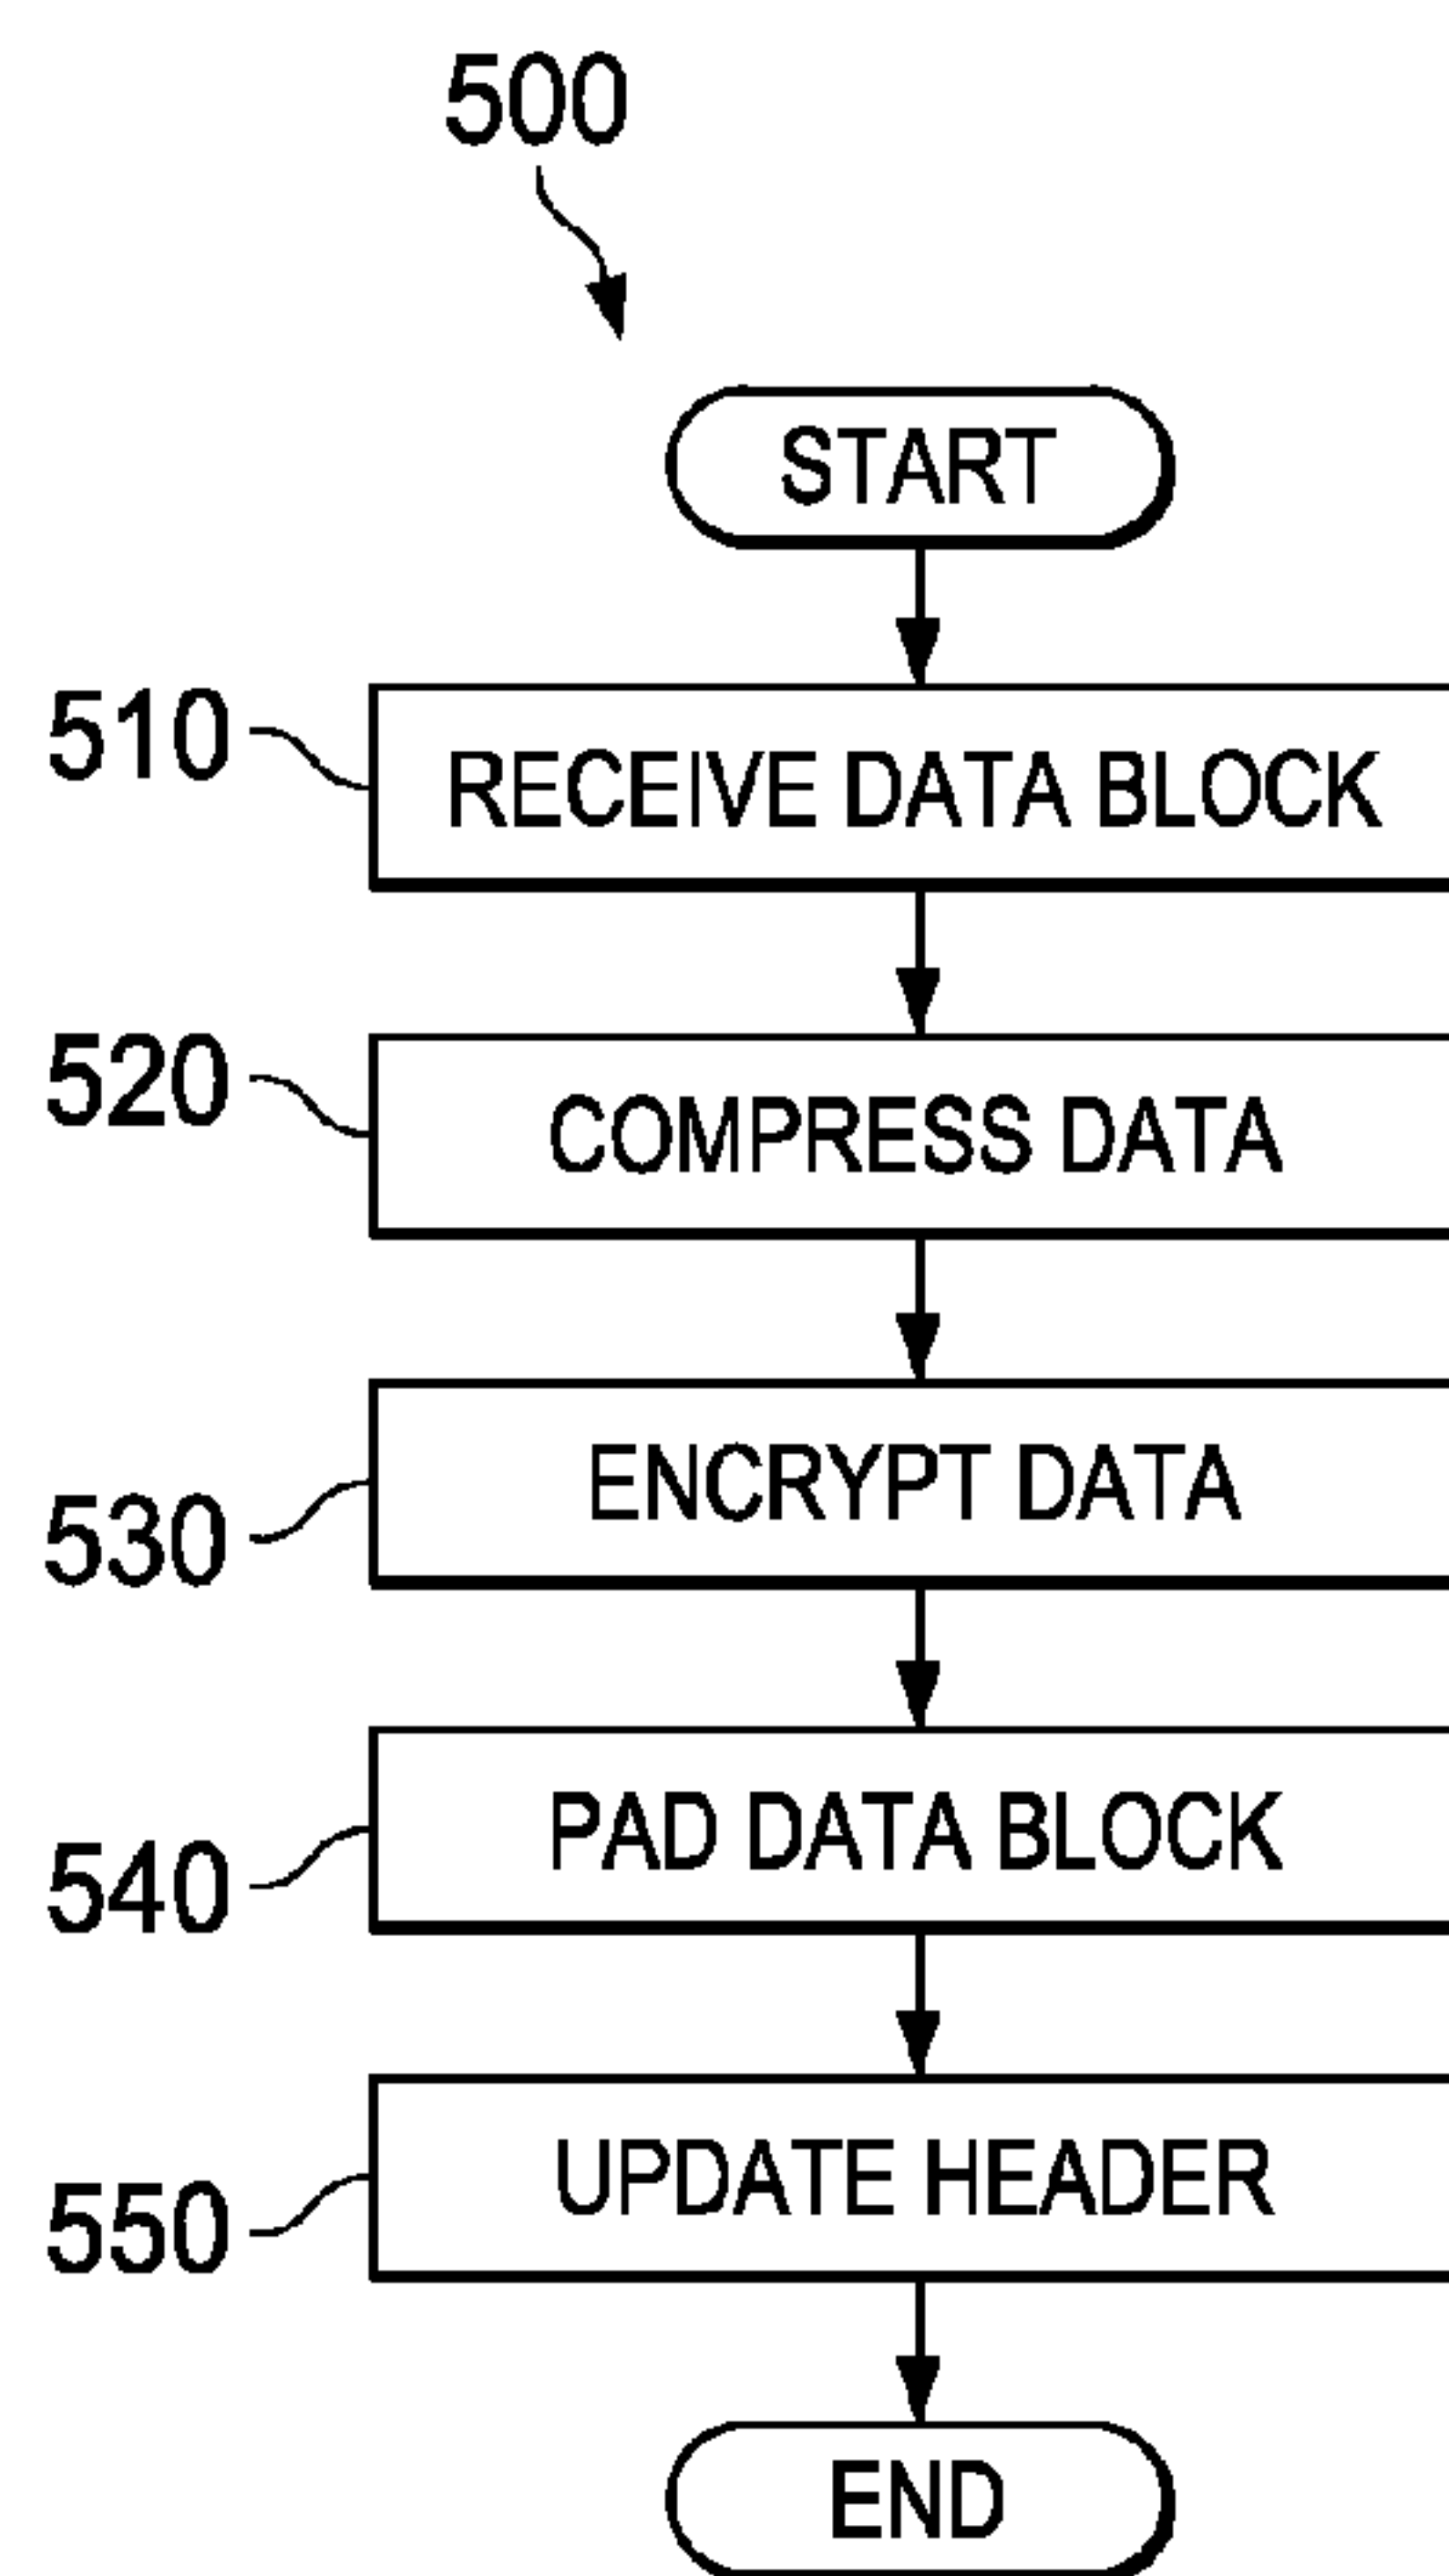 500
START
510
RECEIVE DATA BLOCK
520
COMPRESS DATA
530
ENCRYPT DATA
540
PAD DATA BLOCK
550
UPDATE HEADER
END